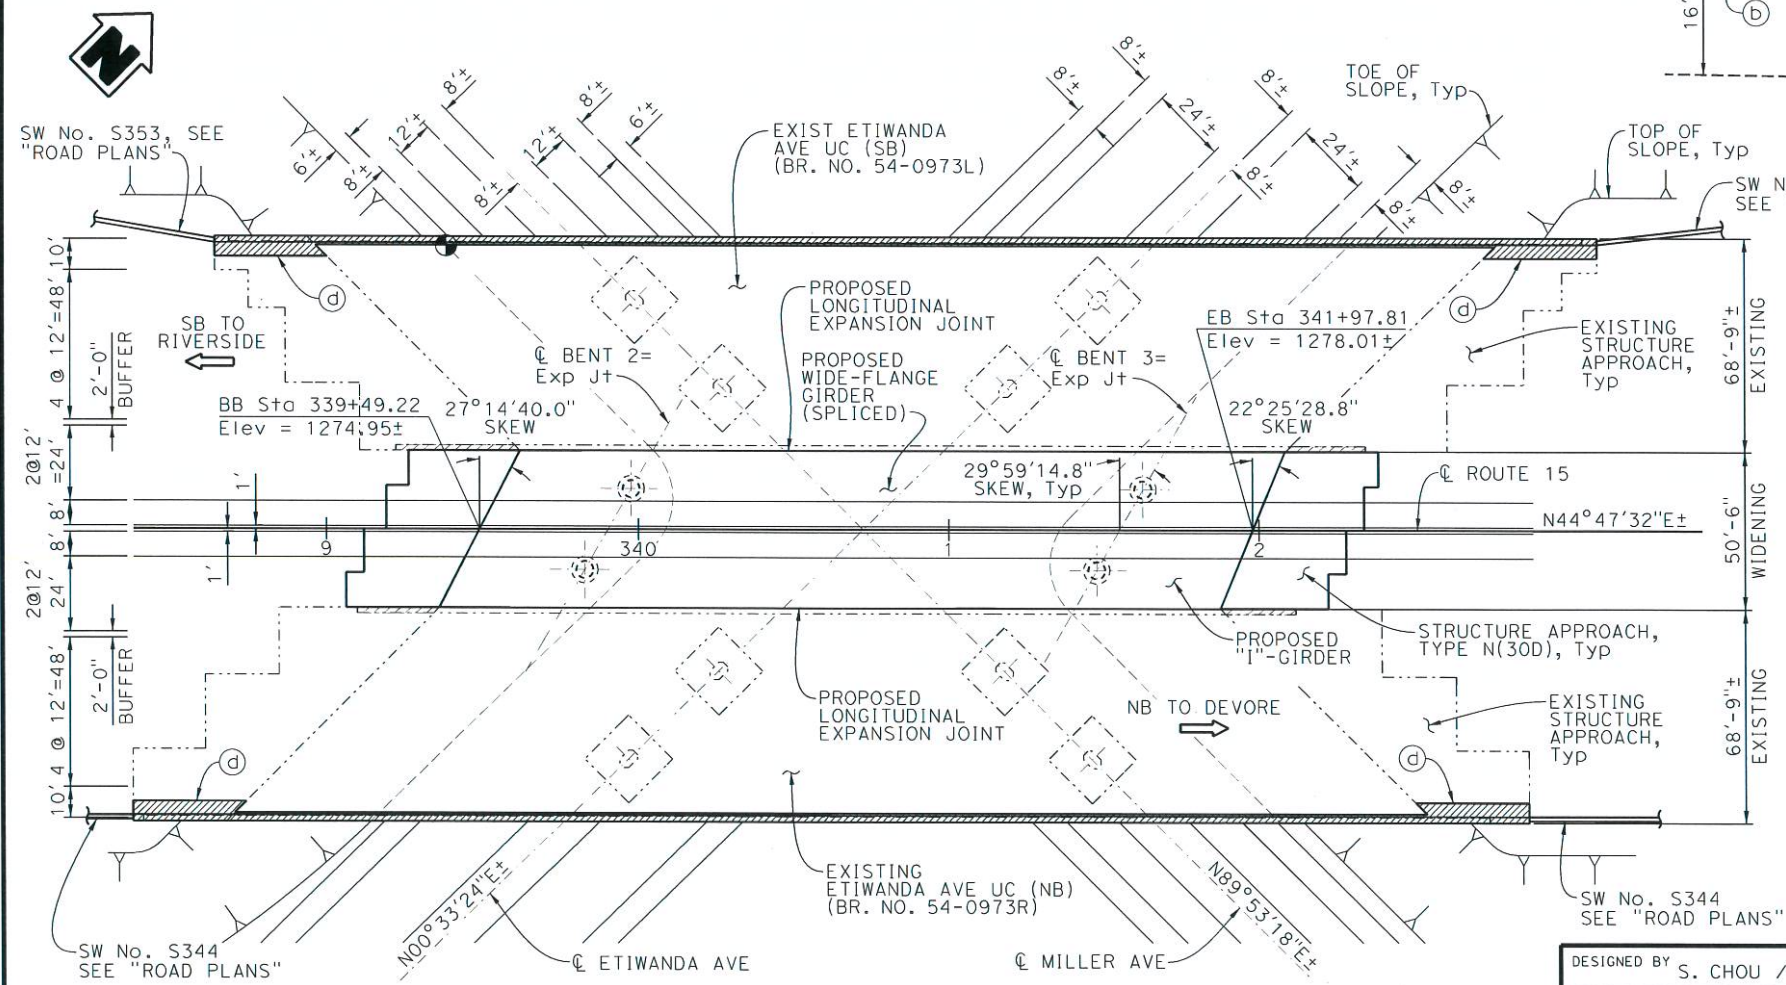 N
SW No. S353, SEE
"ROAD PLANS"
6'±
8'±
12'±
8'±
8'±
12'±
8'±
6'±
EXIST ETIWANDA
AVE UC (SB)
(BR. NO. 54-0973L)
8'±
8'±
24'±
8'±
8'±
24'±
8'±
8'±
TOE OF
SLOPE, Typ
16'
b
TOP OF
SLOPE, Typ
SW N
SEE
10'
4 @ 12'=48'
2'-0"
BUFFER
2@12'
=24'
8'
1'
8'
1'
2@12'
24'
2'-0"
BUFFER
4 @ 12'=48'
10'
d
SB TO
RIVERSIDE
PROPOSED
LONGITUDINAL
EXPANSION JOINT
PROPOSED
WIDE-FLANGE
GIRDER
(SPLICED)
℄ BENT 2=
Exp Jt
℄ BENT 3=
Exp Jt
EB Sta 341+97.81
Elev = 1278.01±
d
EXISTING
STRUCTURE
APPROACH,
Typ
68'-9"±
EXISTING
BB Sta 339+49.22
Elev = 1274.95±
27°14'40.0"
SKEW
22°25'28.8"
SKEW
29°59'14.8"
SKEW, Typ
℄ ROUTE 15
N44°47'32"E±
9
340
1
2
50'-6"
WIDENING
PROPOSED
"I"-GIRDER
STRUCTURE APPROACH,
TYPE N(30D), Typ
PROPOSED
LONGITUDINAL
EXPANSION JOINT
NB TO DEVORE
EXISTING
STRUCTURE
APPROACH,
Typ
68'-9"±
EXISTING
d
d
EXISTING
ETIWANDA AVE UC (NB)
(BR. NO. 54-0973R)
N00°33'24"E±
N89°53'18"E±
SW No. S344
SEE "ROAD PLANS"
℄ ETIWANDA AVE
℄ MILLER AVE
SW No. S344
SEE "ROAD PLANS"
DESIGNED BY S. CHOU /